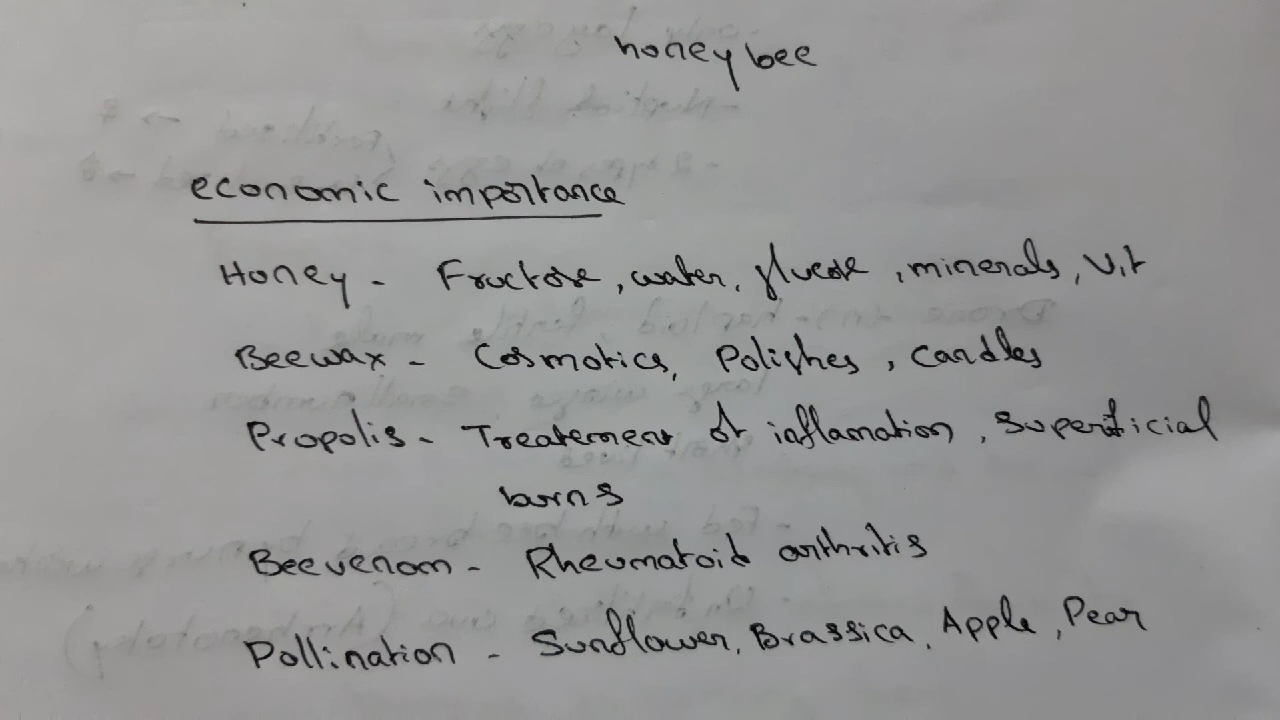 honey bee
economic importance
Honey - Fructose, water, glucose, minerals, Vit
Beewax - Cosmotics, Polishes, Candles
Propolis - Treatement of inflamation, Superificial
burns
Beevenom - Rheumatoid arthritis
Pollination - Sunflower, Brassica, Apple, Pear